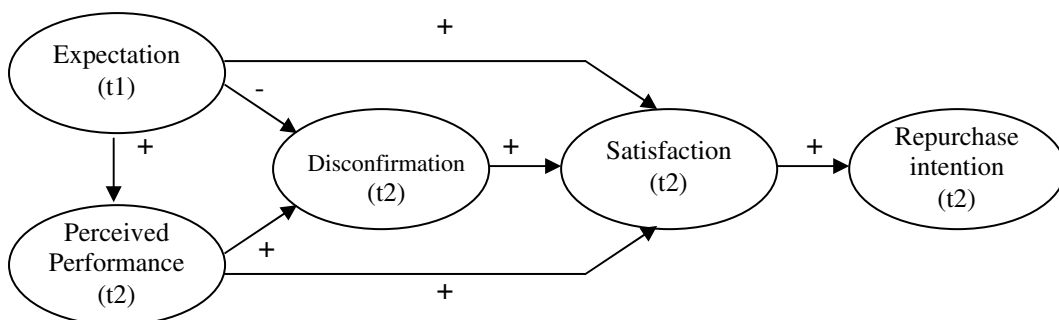 Expectation
(t1)
+
-
+
Disconfirmation
(t2)
+
Satisfaction
(t2)
+
Repurchase
intention
(t2)
Perceived
Performance
(t2)
+
+